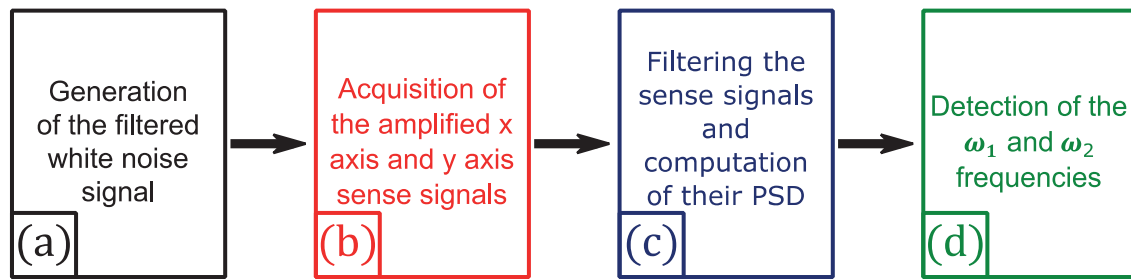 Generation
of the filtered
white noise
signal
(a)
Acquisition of
the amplified x
axis and y axis
sense signals
(b)
Filtering the
sense signals
and
computation
of their PSD
(c)
Detection of the
ω₁ and ω₂
frequencies
(d)